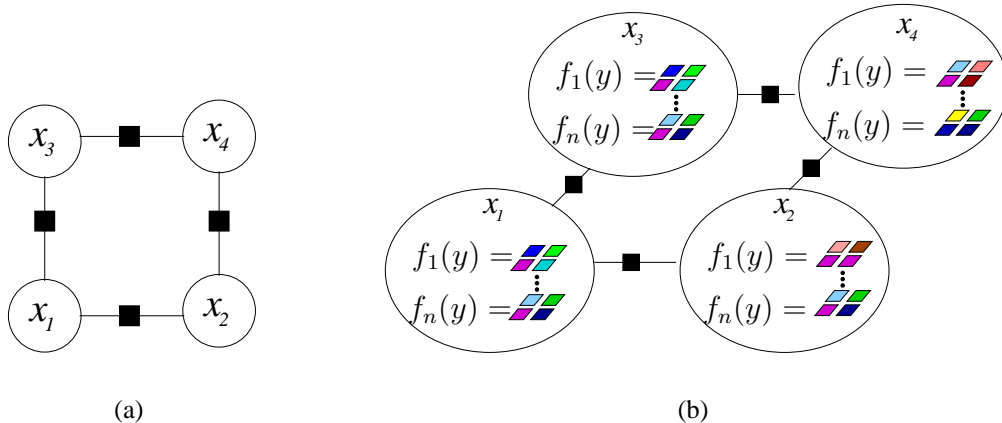 x₃ x₄
x₁ x₂
(a)
x₃
f₁(y) =
fₙ(y) =
x₄
f₁(y) =
fₙ(y) =
x₁
f₁(y) =
fₙ(y) =
x₂
f₁(y) =
fₙ(y) =
(b)